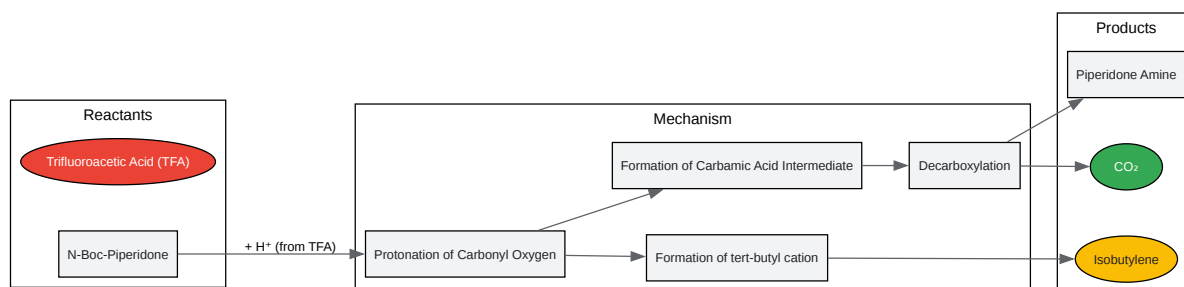 Reactants
Trifluoroacetic Acid (TFA)
N-Boc-Piperidone
+ H⁺ (from TFA)
Mechanism
Protonation of Carbonyl Oxygen
Formation of Carbamic Acid Intermediate
Decarboxylation
Formation of tert-butyl cation
Products
Piperidone Amine
CO₂
Isobutylene